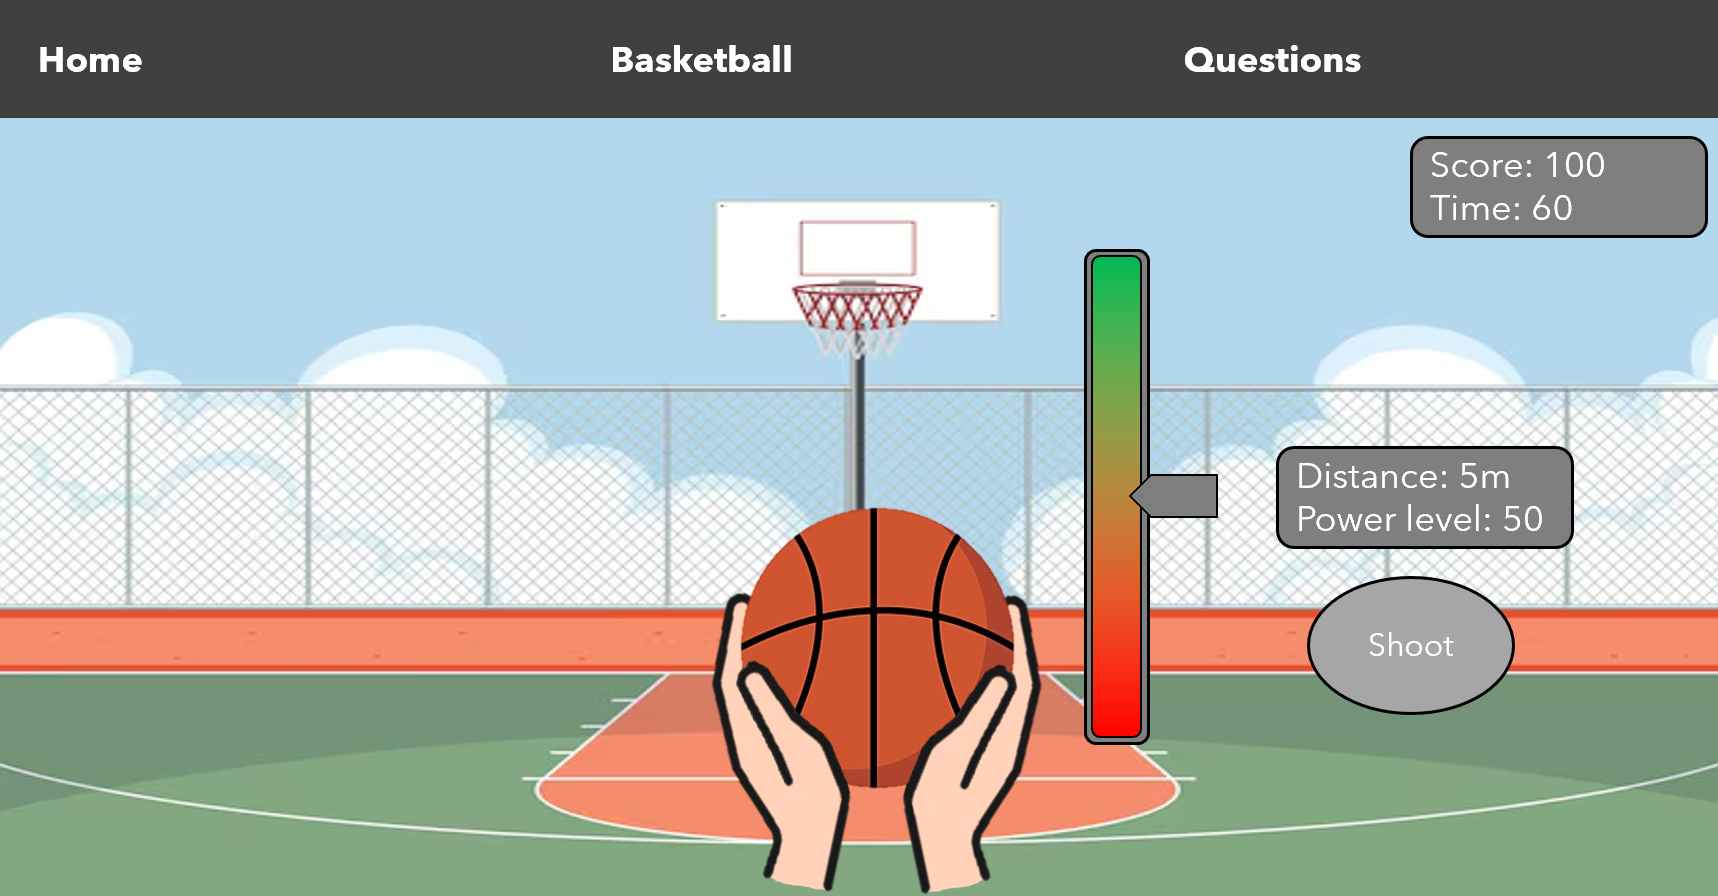 Home
Basketball
Questions
Score: 100
Time: 60
Distance: 5m
Power level: 50
Shoot